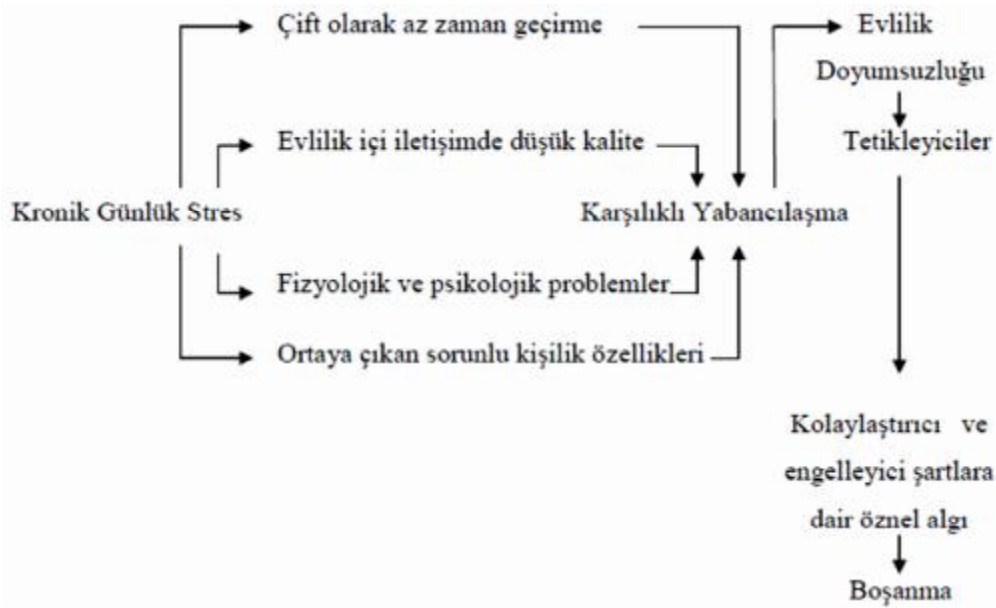 Çift olarak az zaman geçirme
Evlilik
Doyumsuzluğu
Evlilik içi iletişimde düşük kalite
Tetikleyiciler
Kronik Günlük Stres
Karşılıklı Yabancılaşma
Fizyolojik ve psikolojik problemler
Ortaya çıkan sorunlu kişilik özellikleri
Kolaylaştırıcı ve
engelleyici şartlara
dair öznel algı
Boşanma